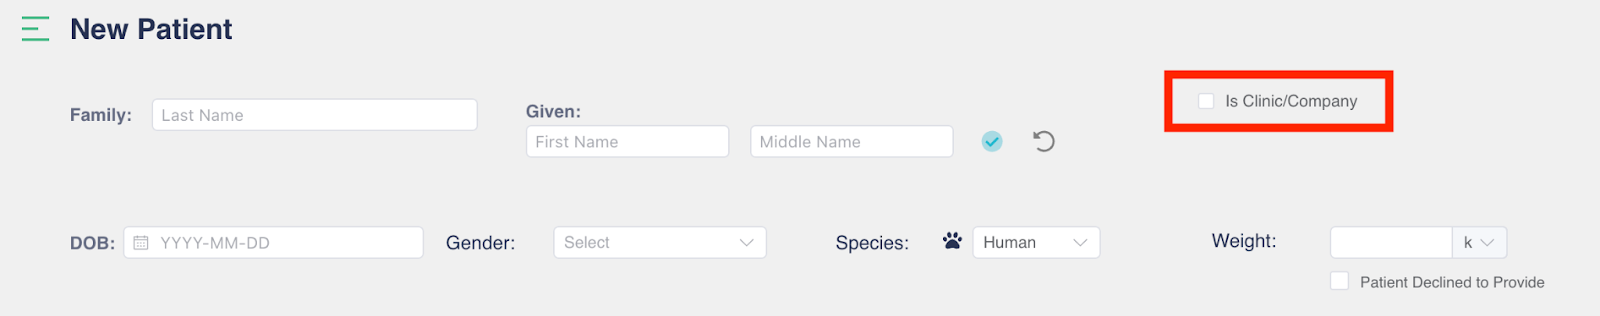 New Patient
Family: Last Name
Given:
First Name Middle Name
Is Clinic/Company
DOB: YYYY-MM-DD Gender: Select Species: Human Weight: k
Patient Declined to Provide